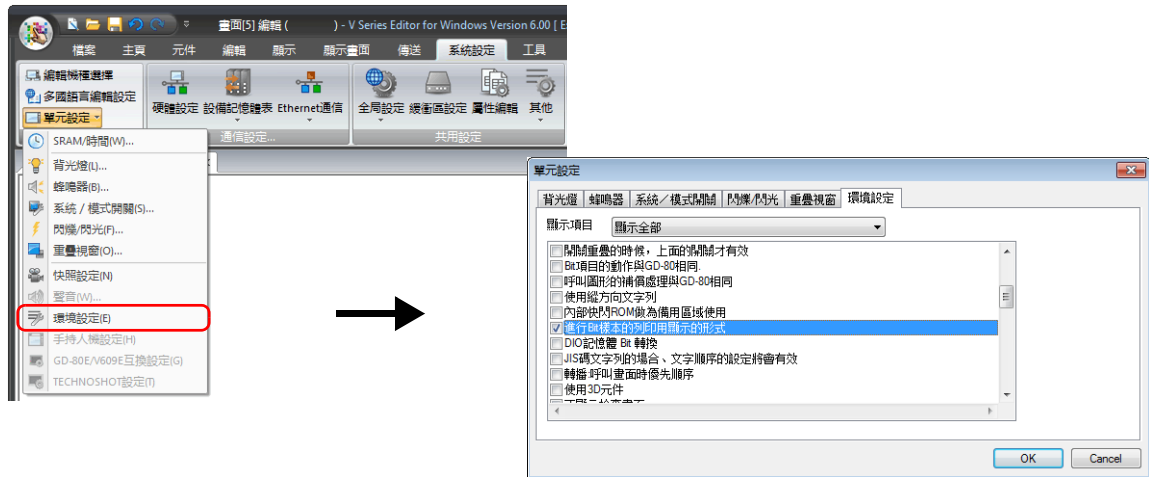 畫面[5] 編輯 ( ) - V Series Editor for Windows Version 6.00 [ E
檔案 主頁 元件 編輯 顯示 顯示畫面 傳送 系統設定 工具
編輯機種選擇
多國語言編輯設定
單元設定
硬體設定 設備記憶體表 Ethernet通信 全局設定 緩衝區設定 屬性編輯 其他
通信設定... 共用設定
SRAM/時間(W)...
背光燈(L)...
蜂鳴器(B)...
系統 / 模式開關(S)...
閃爍/閃光(F)...
重疊視窗(O)...
快照設定(N)
聲音(W)...
環境設定(E)
手持人機設定(H)
GD-80E/V609E互換設定(G)
TECHNOSHOT設定(T)
單元設定
背光燈 蜂鳴器 系統／模式開關 閃爍/閃光 重疊視窗 環境設定
顯示項目 顯示全部
開關重疊的時候，上面的開關才有效
Bit項目的動作與GD-80相同.
呼叫圖形的補償處理與GD-80相同
使用縱方向文字列
內部快閃ROM做為備用區域使用
進行Bit樣本的列印用顯示的形式
DIO記憶體 Bit 轉換
JIS碼文字列的場合、文字順序的設定將會有效
轉播:呼叫畫面時優先順序
使用3D元件
OK Cancel